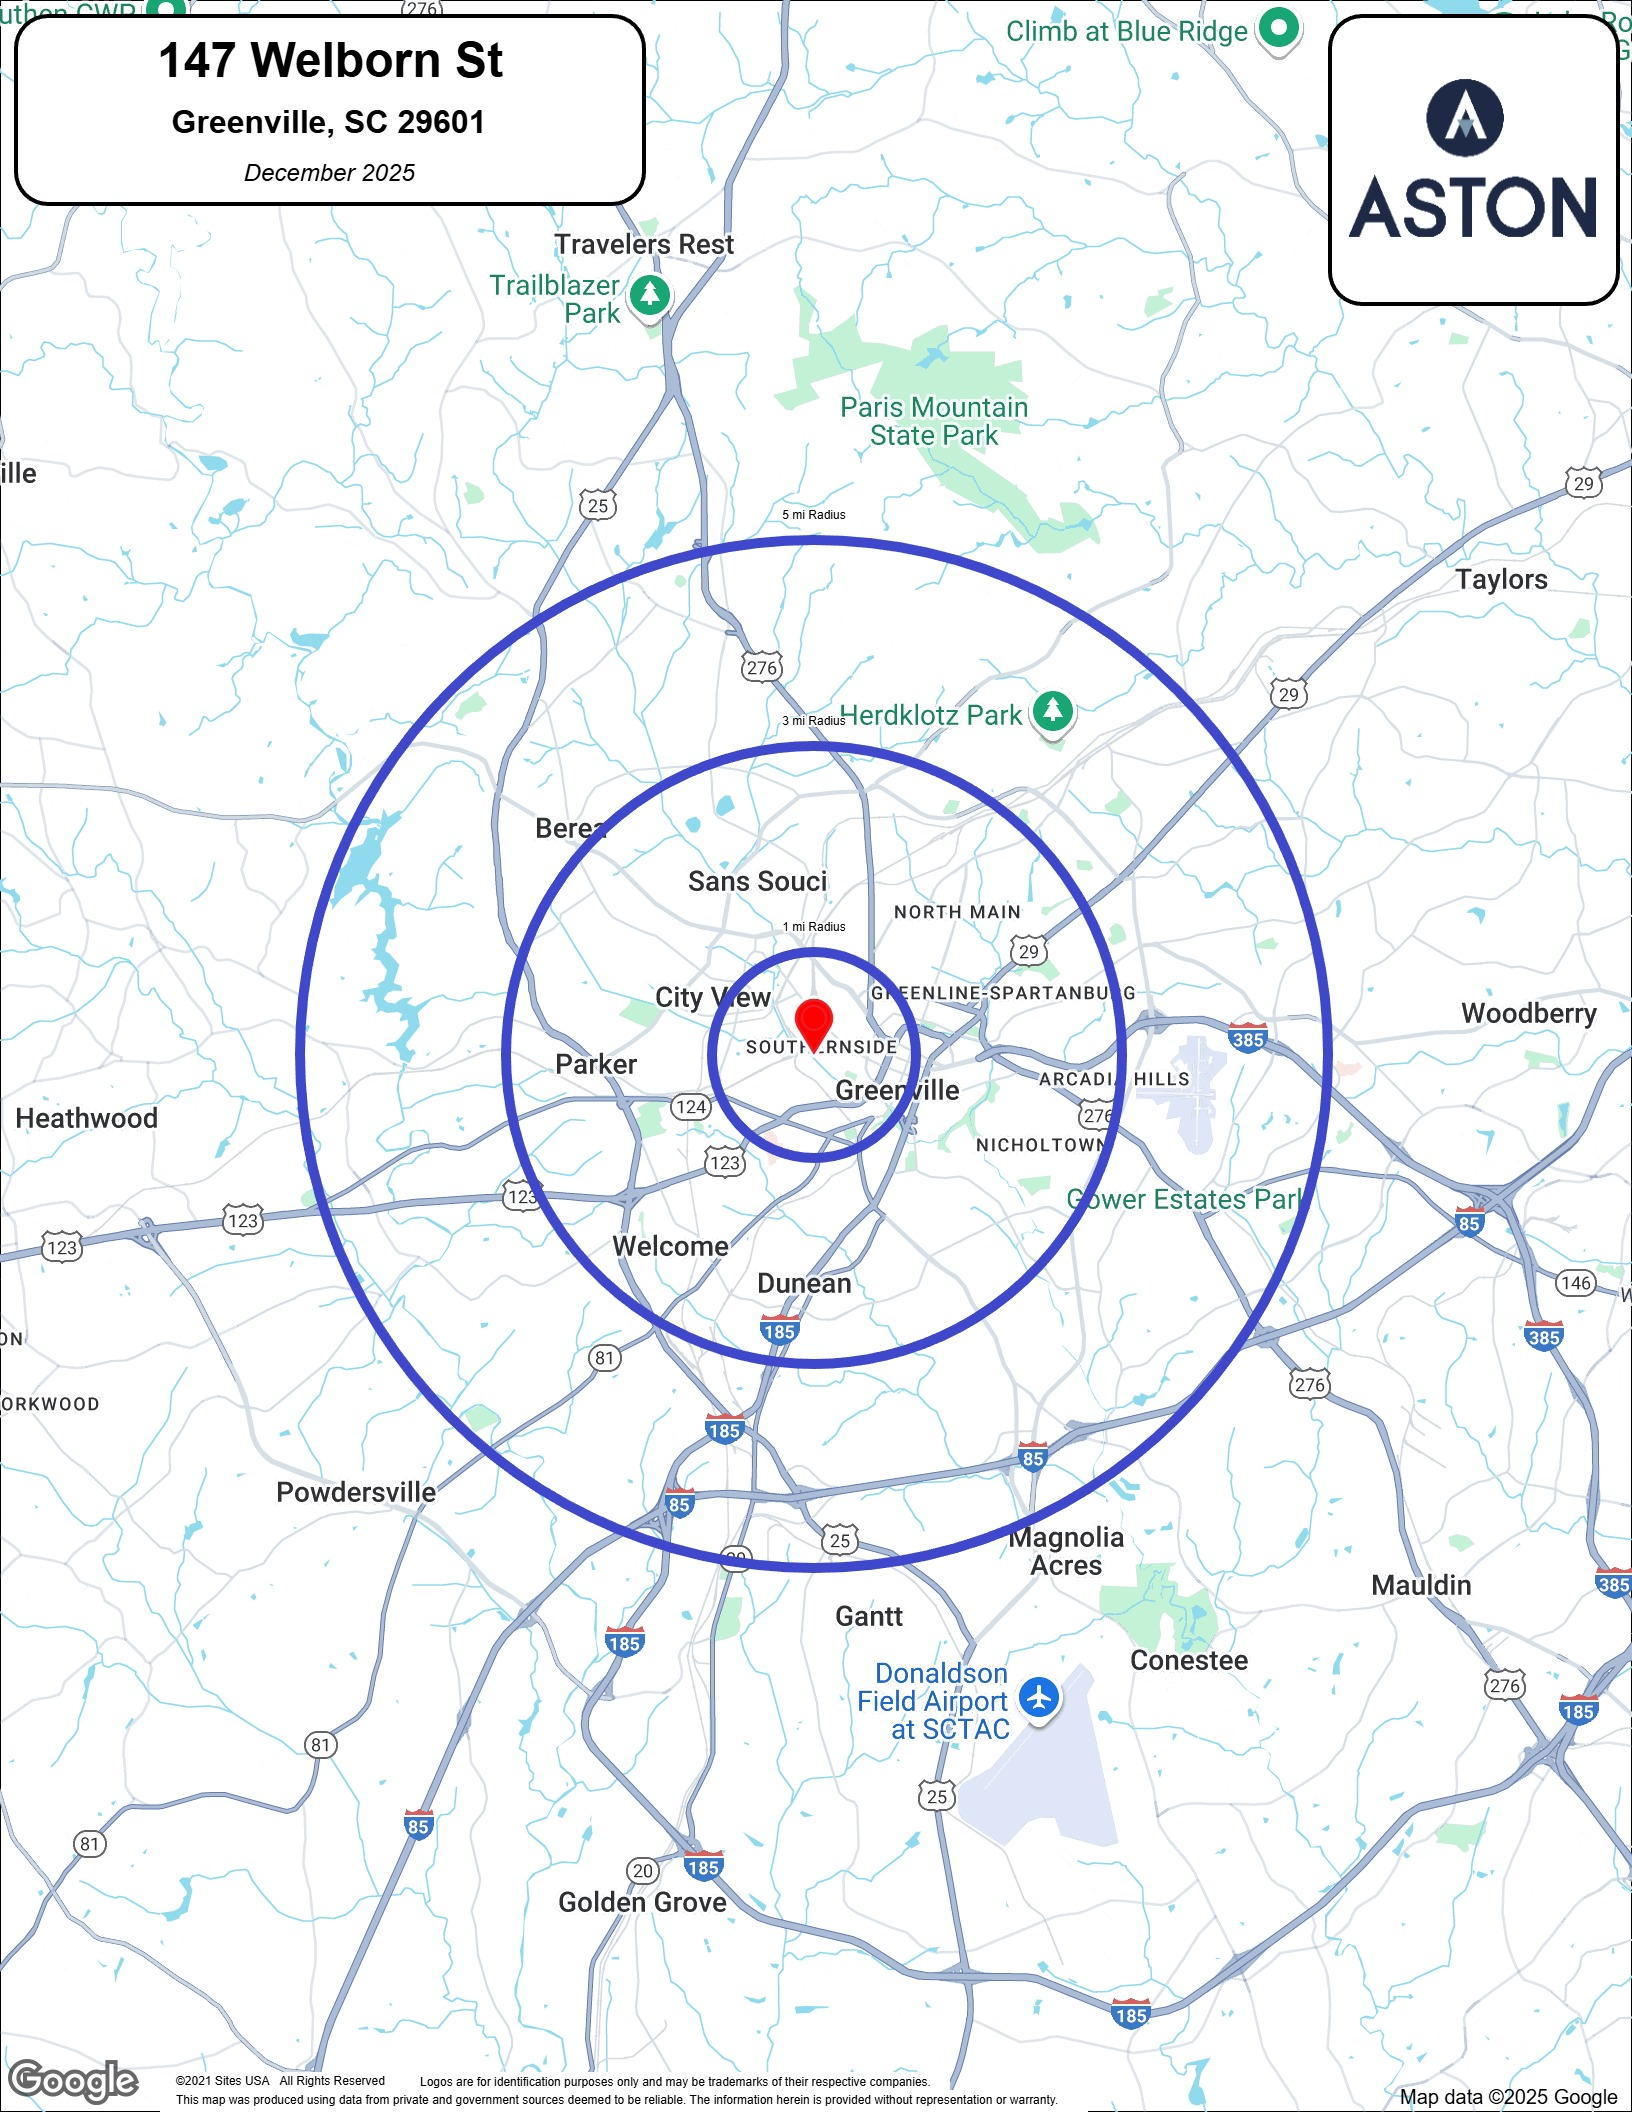 276
Climb at Blue Ridge
147 Welborn St
Greenville, SC 29601
December 2025
ASTON
Travelers Rest
Trailblazer
Park
Paris Mountain
State Park
ille
29
25
5 mi Radius
Taylors
276
29
3 mi Radius
Herdklotz Park
Berea
Sans Souci
NORTH MAIN
1 mi Radius
29
City View
GREENLINE-SPARTANBURG
Woodberry
385
SOUTHERNSIDE
Parker
Greenville
ARCADIA HILLS
124
276
Heathwood
NICHOLTOWN
123
123
Gower Estates Park
123
85
123
Welcome
Dunean
146
185
385
ON
81
276
ORKWOOD
185
85
Powdersville
85
25
Magnolia
Acres
20
385
Mauldin
Gantt
185
Conestee
Donaldson
Field Airport
at SCTAC
276
185
81
25
85
81
20
185
Golden Grove
185
Google
©2021 Sites USA All Rights Reserved Logos are for identification purposes only and may be trademarks of their respective companies.
This map was produced using data from private and government sources deemed to be reliable. The information herein is provided without representation or warranty.
Map data ©2025 Google